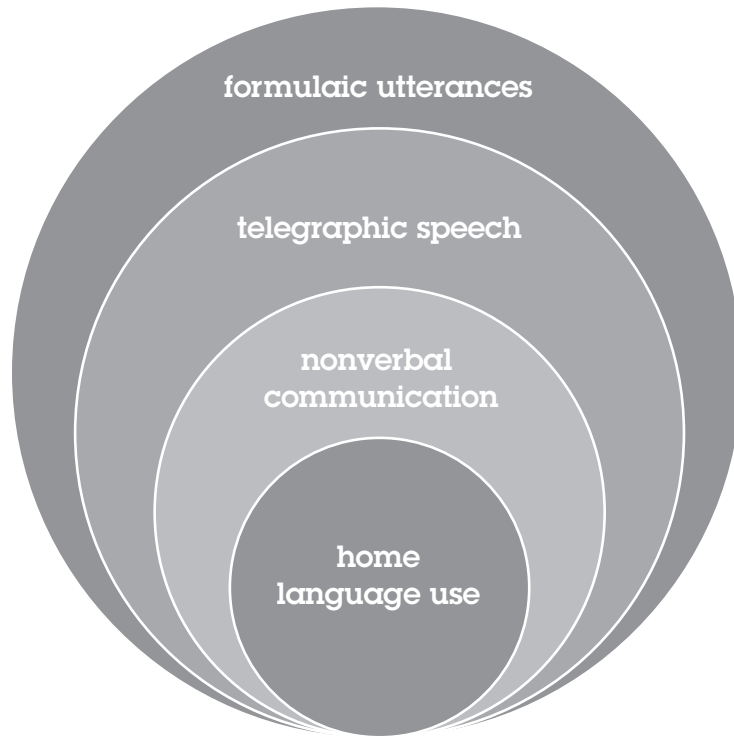 formulaic utterances
telegraphic speech
nonverbal
communication
home
language use